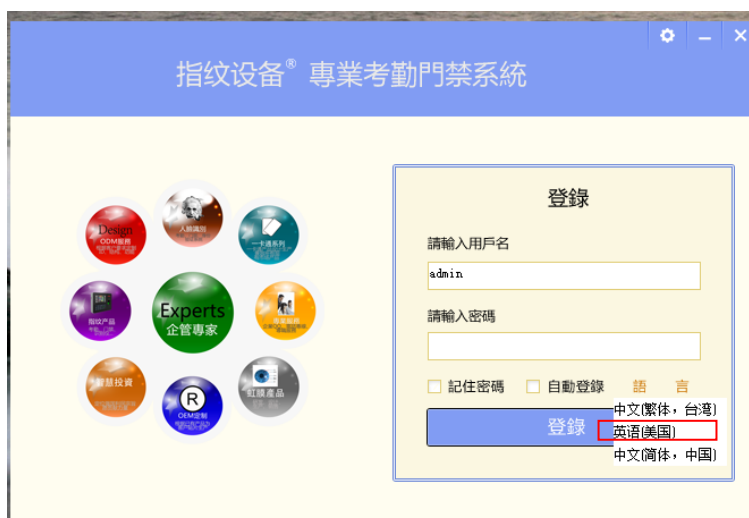 指纹设备® 專業考勤門禁系統
Design
ODM服務
人臉識別
一卡通系列
指纹产品
Experts
企管專家
智慧投資
R
OEM定制
虹膜產品
登錄
請輸入用戶名
admin
請輸入密碼
記住密碼 自動登錄 語 言
登錄
中文(繁体，台湾)
英语(美国)
中文(简体，中国)